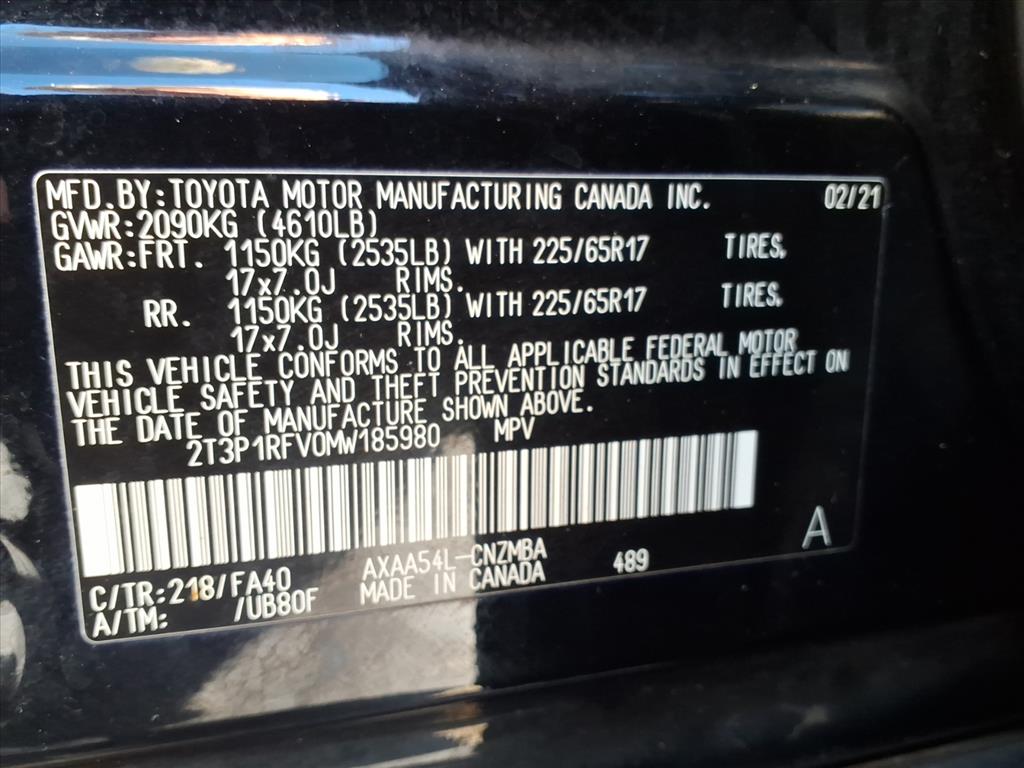 MFD.BY:TOYOTA MOTOR MANUFACTURING CANADA INC. 02/21
GVWR:2090KG (4610LB)
GAWR:FRT. 1150KG (2535LB) WITH 225/65R17 TIRES,
17x7.0J RIMS.
RR. 1150KG (2535LB) WITH 225/65R17 TIRES,
17x7.0J RIMS.
THIS VEHICLE CONFORMS TO ALL APPLICABLE FEDERAL MOTOR
VEHICLE SAFETY AND THEFT PREVENTION STANDARDS IN EFFECT ON
THE DATE OF MANUFACTURE SHOWN ABOVE.
2T3P1RFV0MW185980 MPV
A
C/TR:218/FA40 AXAA54L-CNZMBA 489
A/TM: /UB80F MADE IN CANADA